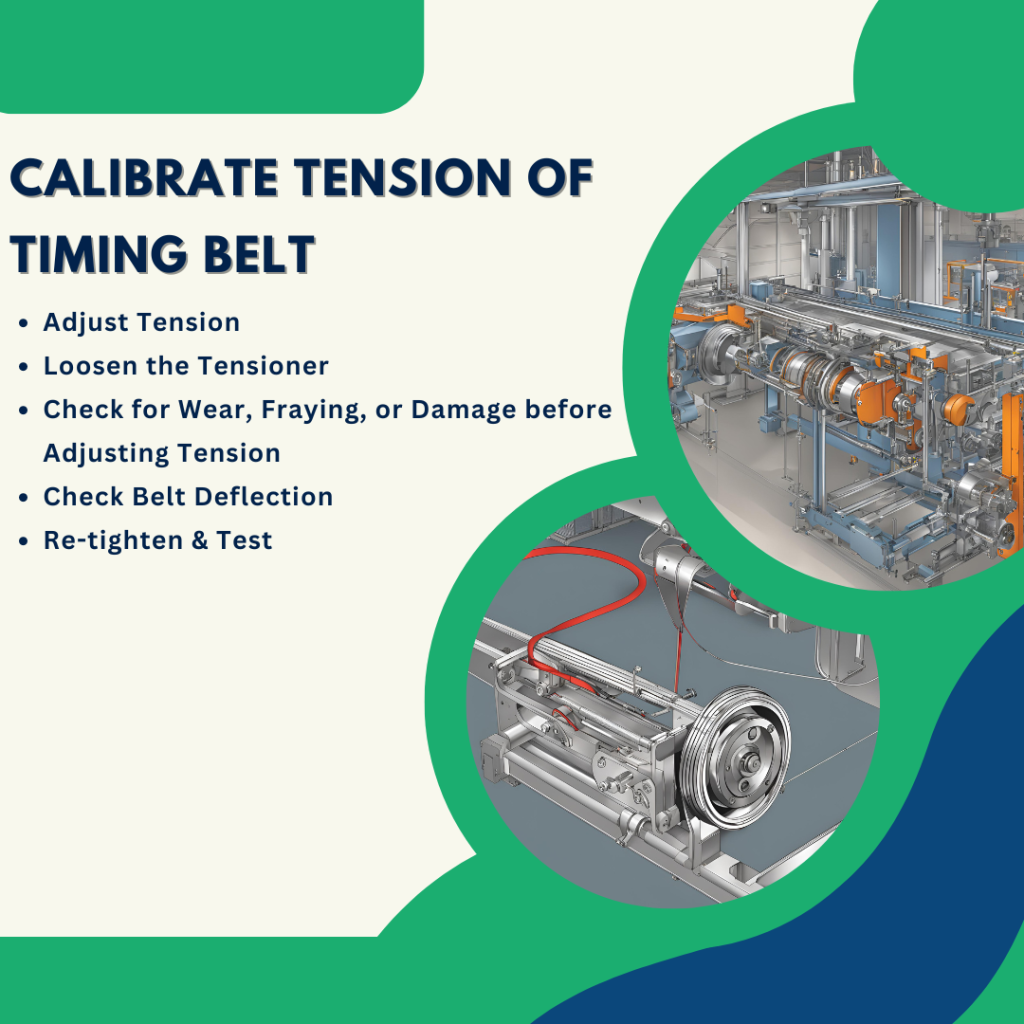 CALIBRATE TENSION OF
TIMING BELT
• Adjust Tension
• Loosen the Tensioner
• Check for Wear, Fraying, or Damage before
Adjusting Tension
• Check Belt Deflection
• Re-tighten & Test